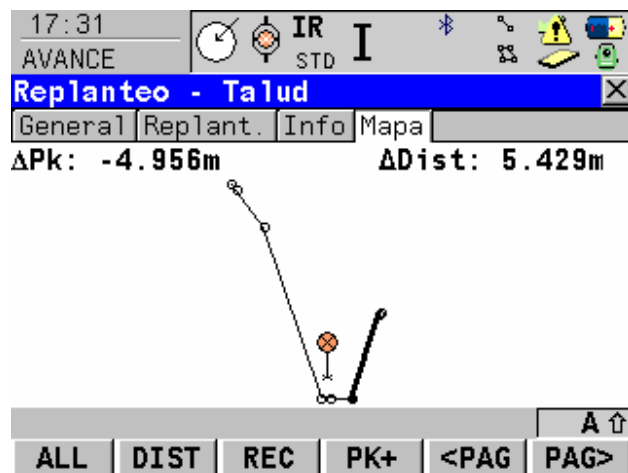 17:31 IR
AVANCE STD I
Replanteo - Talud
General Replant. Info Mapa
ΔPk: -4.956m ΔDist: 5.429m
A
ALL DIST REC PK+ <PAG PAG>